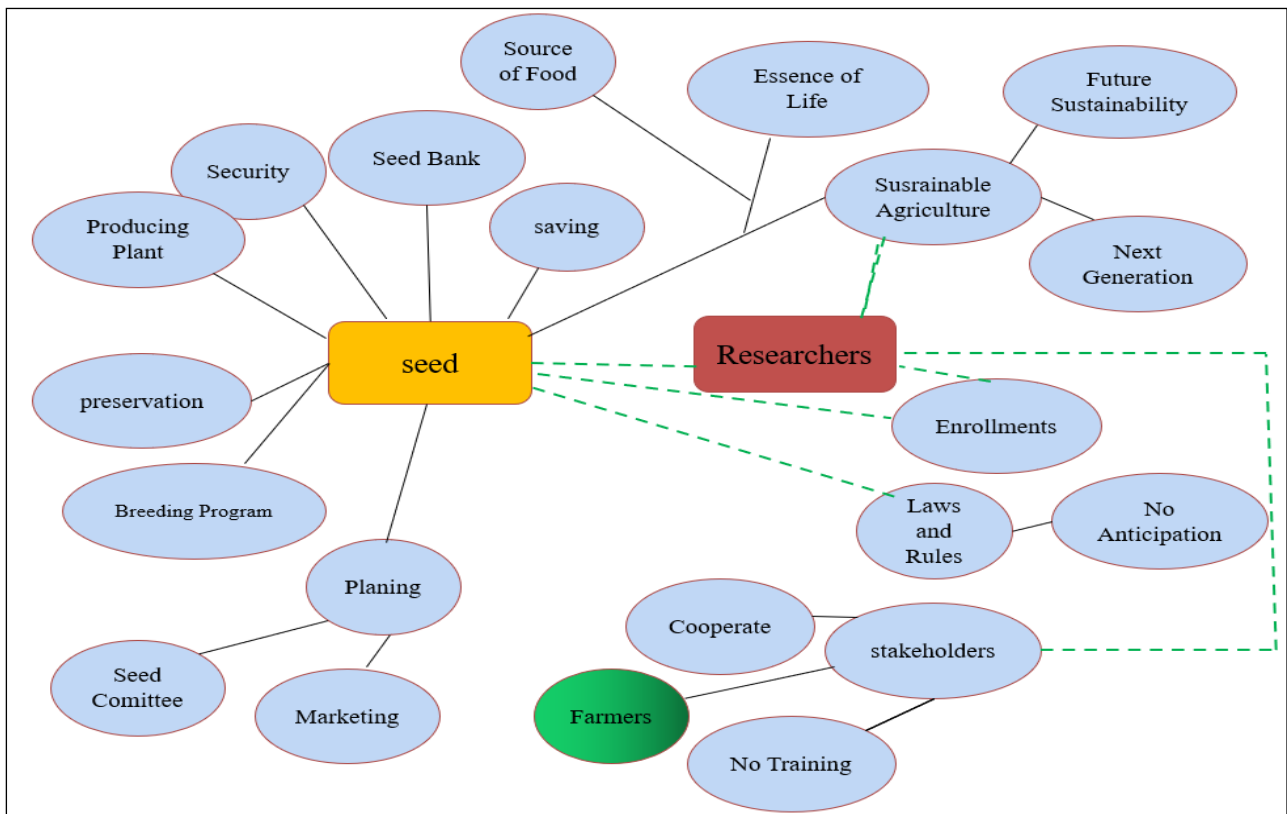 Source
of Food
Essence of
Life
Future
Sustainability
Security
Seed Bank
Susrainable
Agriculture
Producing
Plant
saving
Next
Generation
seed
Researchers
preservation
Enrollments
Breeding Program
Laws
and
Rules
No
Anticipation
Planing
Cooperate
stakeholders
Seed
Comittee
Marketing
Farmers
No Training